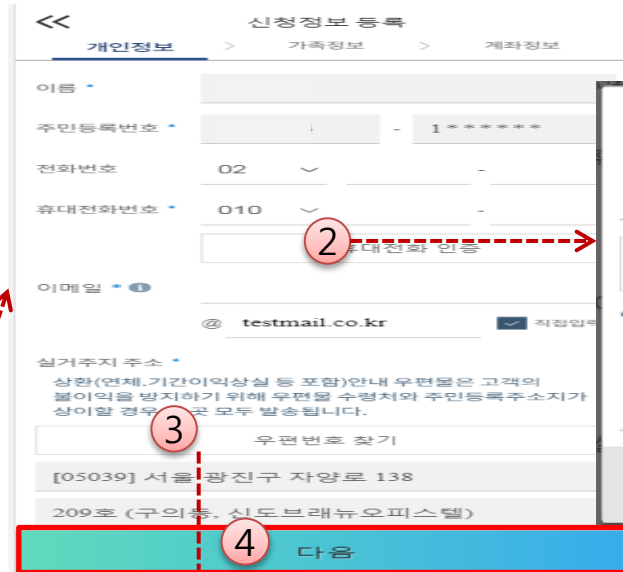 << 신청정보 등록
개인정보 > 가족정보 > 계좌정보
이름 *
주민등록번호 * - 1******
전화번호 02 -
휴대전화번호 * 010 -
② 휴대전화 인증
이메일 *
@ testmail.co.kr 직접입력
실거주지 주소 *
상환(연체.기간이익상실 등 포함)안내 우편물은 고객의
불이익을 방지하기 위해 우편물 수령처와 주민등록주소지가
상이할 경우 곳 모두 발송됩니다.
③ 우편번호 찾기
[05039] 서울 광진구 자양로 138
209호 (구의동, 신도브래뉴오피스텔)
④ 다음